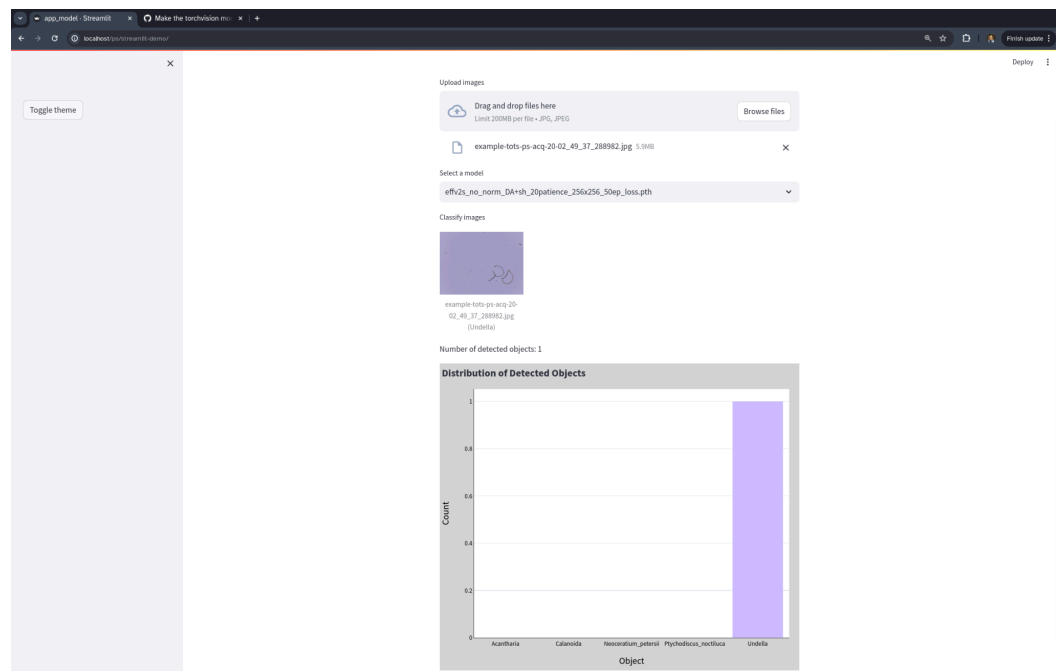 app_model · Streamlit
Make the torchvision mo
localhost/ps/streamlit-demo/
Finish update
Deploy
Toggle theme
Upload images
Drag and drop files here
Limit 200MB per file • JPG, JPEG
Browse files
example-tots-ps-acq-20-02_49_37_288982.jpg 5.9MB
Select a model
effv2s_no_norm_DA+sh_20patience_256x256_50ep_loss.pth
Classify images
example-tots-ps-acq-20-
02_49_37_288982.jpg
(Undella)
Number of detected objects: 1
Distribution of Detected Objects
1
0.8
0.6
0.4
0.2
0
Count
Acantharia Calanoida Neoceratium_petersii Ptychodiscus_noctiluca Undella
Object